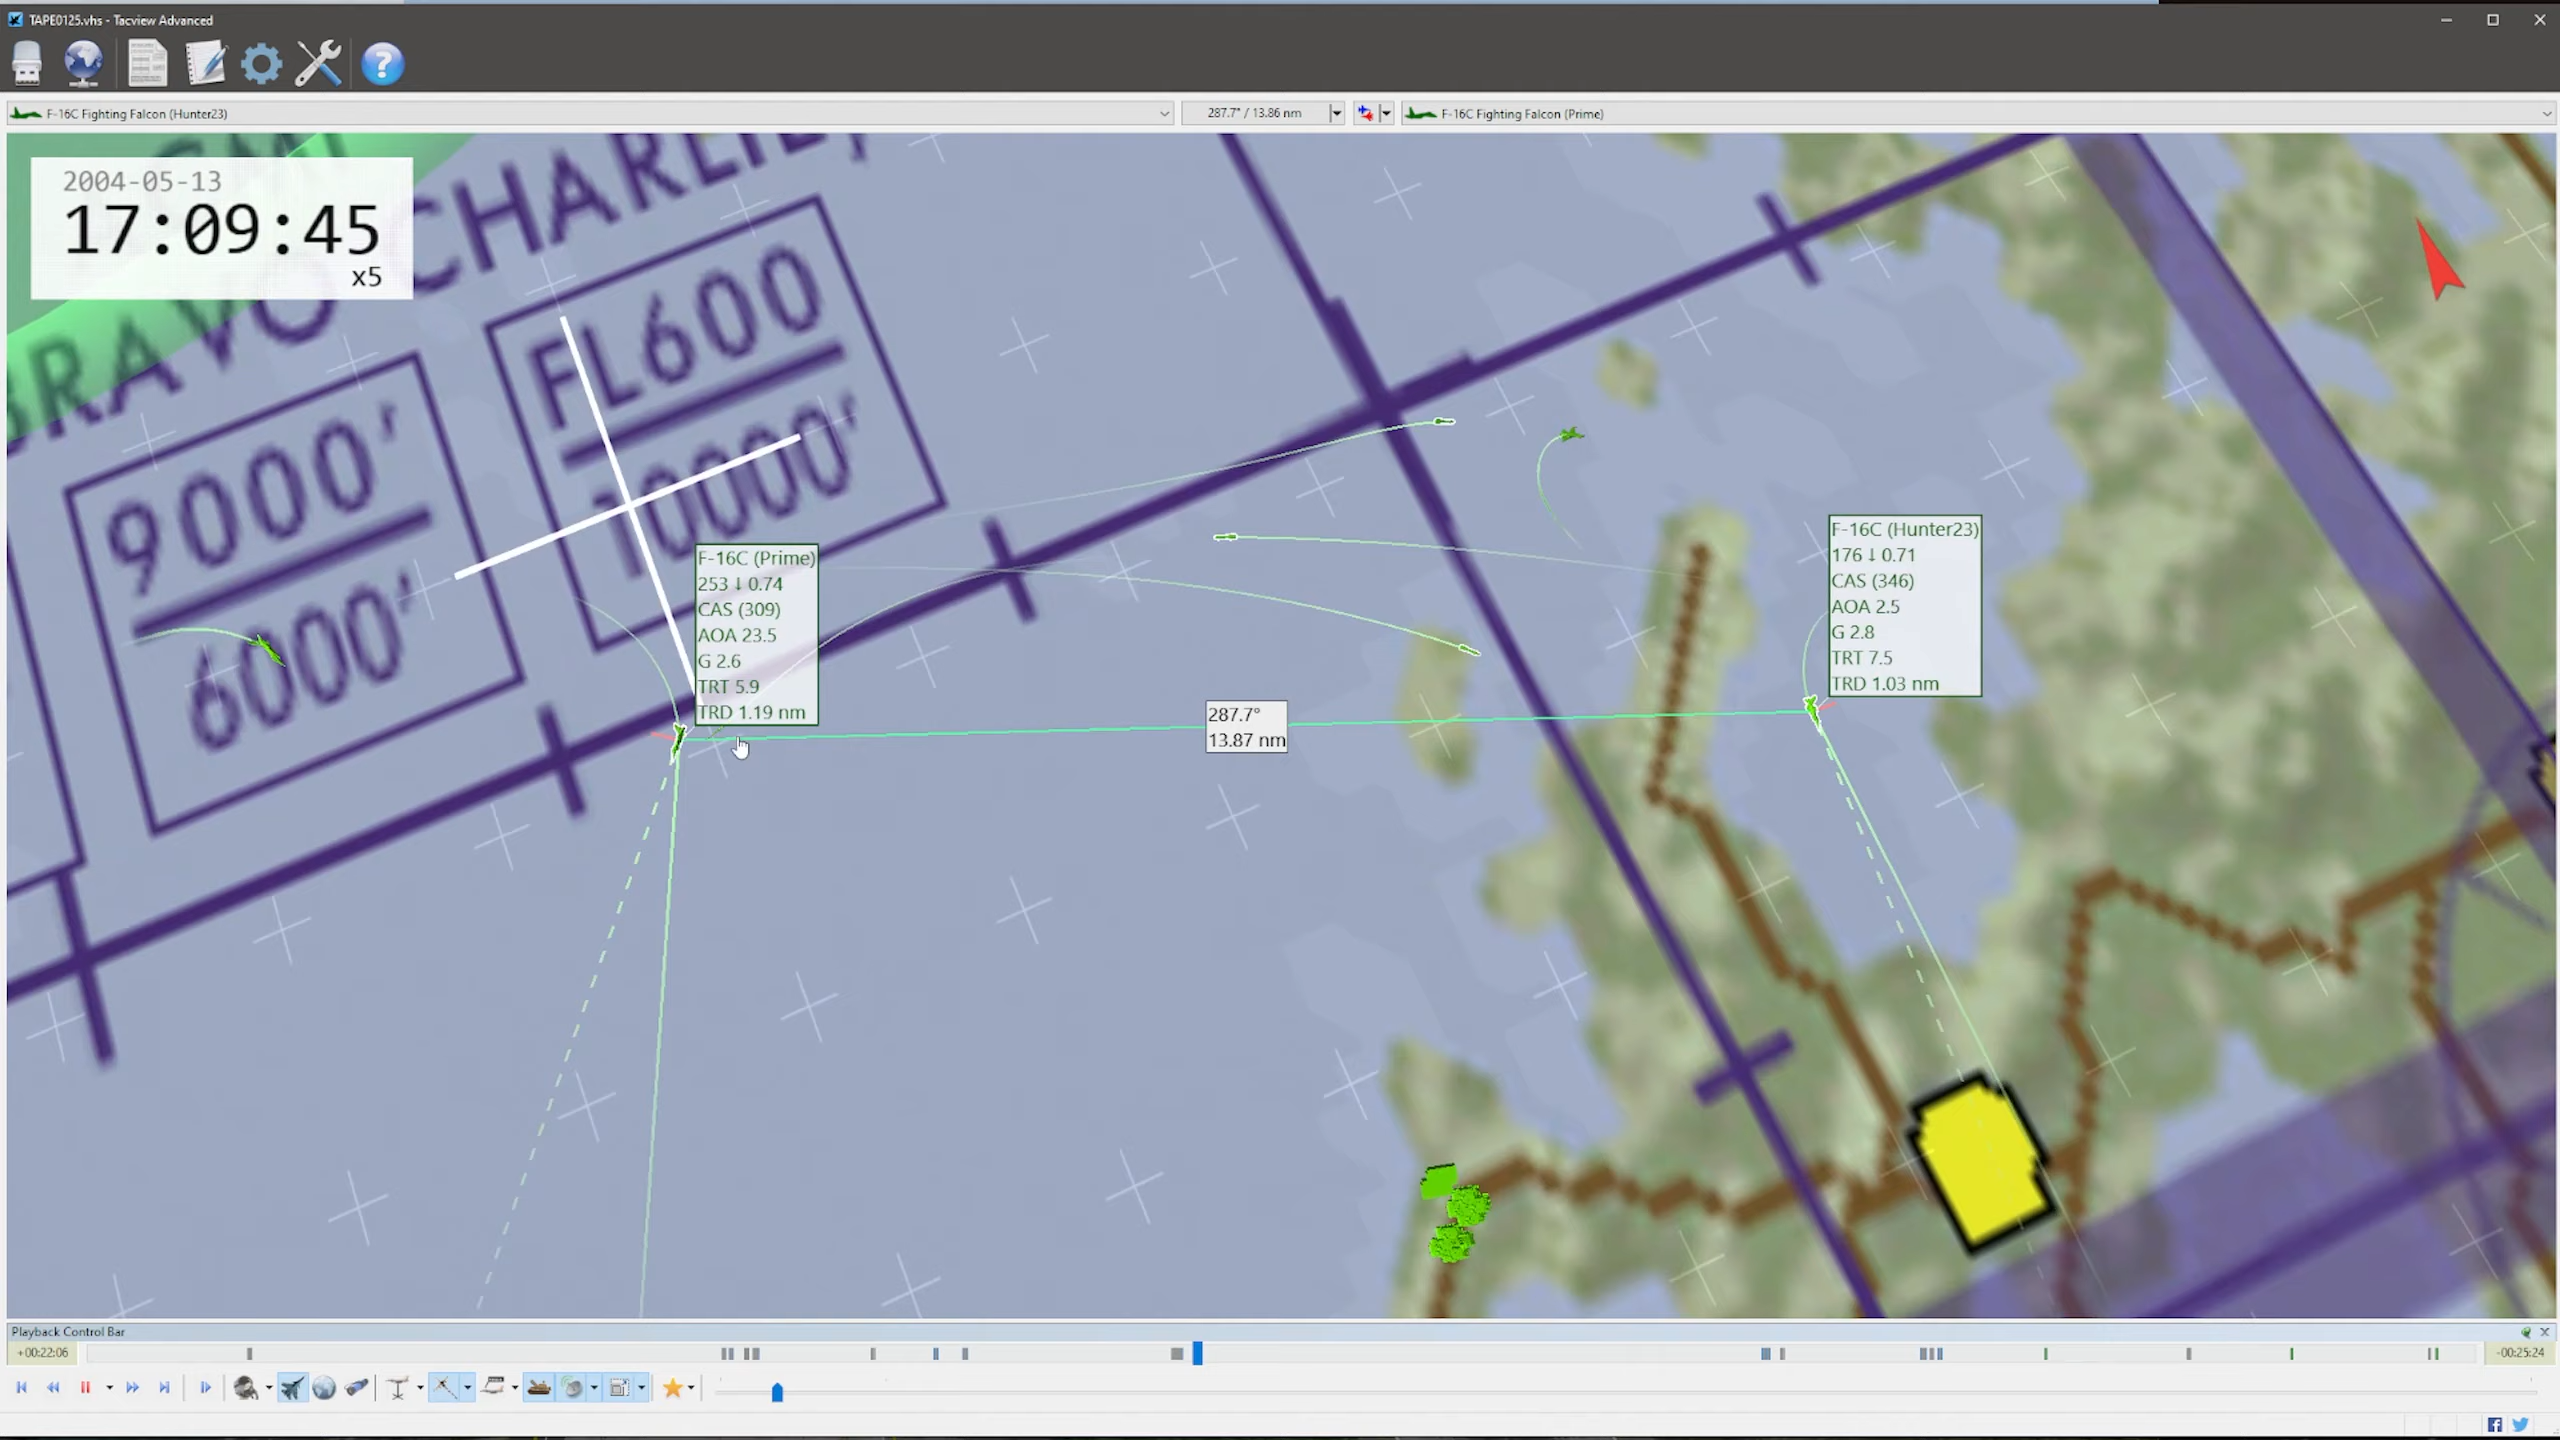 TAPE0125.vhs - Tacview Advanced
F-16C Fighting Falcon (Hunter23)
287.7° / 13.86 nm
F-16C Fighting Falcon (Prime)
2004-05-13
17:09:45
x5
BRAVO CHARLIE,
FL600
10000'
9000'
6000'
F-16C (Prime)
253 ↓ 0.74
CAS (309)
AOA 23.5
G 2.6
TRT 5.9
TRD 1.19 nm
287.7°
13.87 nm
F-16C (Hunter23)
176 ↓ 0.71
CAS (346)
AOA 2.5
G 2.8
TRT 7.5
TRD 1.03 nm
Playback Control Bar
+00:22:06
-00:25:24